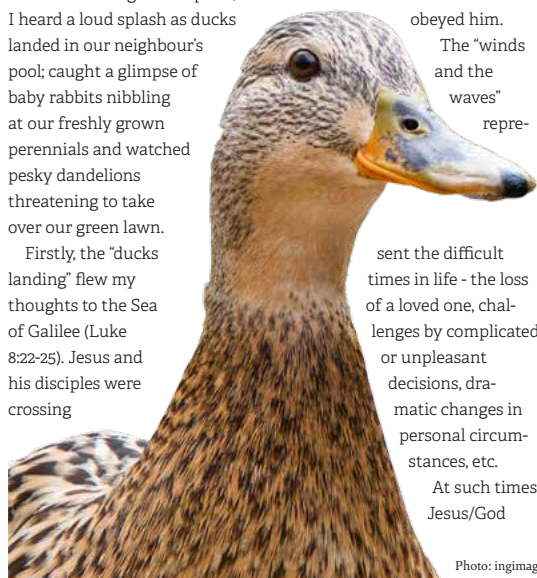 I heard a loud splash as ducks
landed in our neighbour’s
pool; caught a glimpse of
baby rabbits nibbling
at our freshly grown
perennials and watched
pesky dandelions
threatening to take
over our green lawn.
Firstly, the “ducks
landing” flew my
thoughts to the Sea
of Galilee (Luke
8:22-25). Jesus and
his disciples were
crossing
obeyed him.
The “winds
and the
waves”
repre-
sent the difficult
times in life - the loss
of a loved one, chal-
lenges by complicated
or unpleasant
decisions, dra-
matic changes in
personal circum-
stances, etc.
At such times
Jesus/God
Photo: ingimag